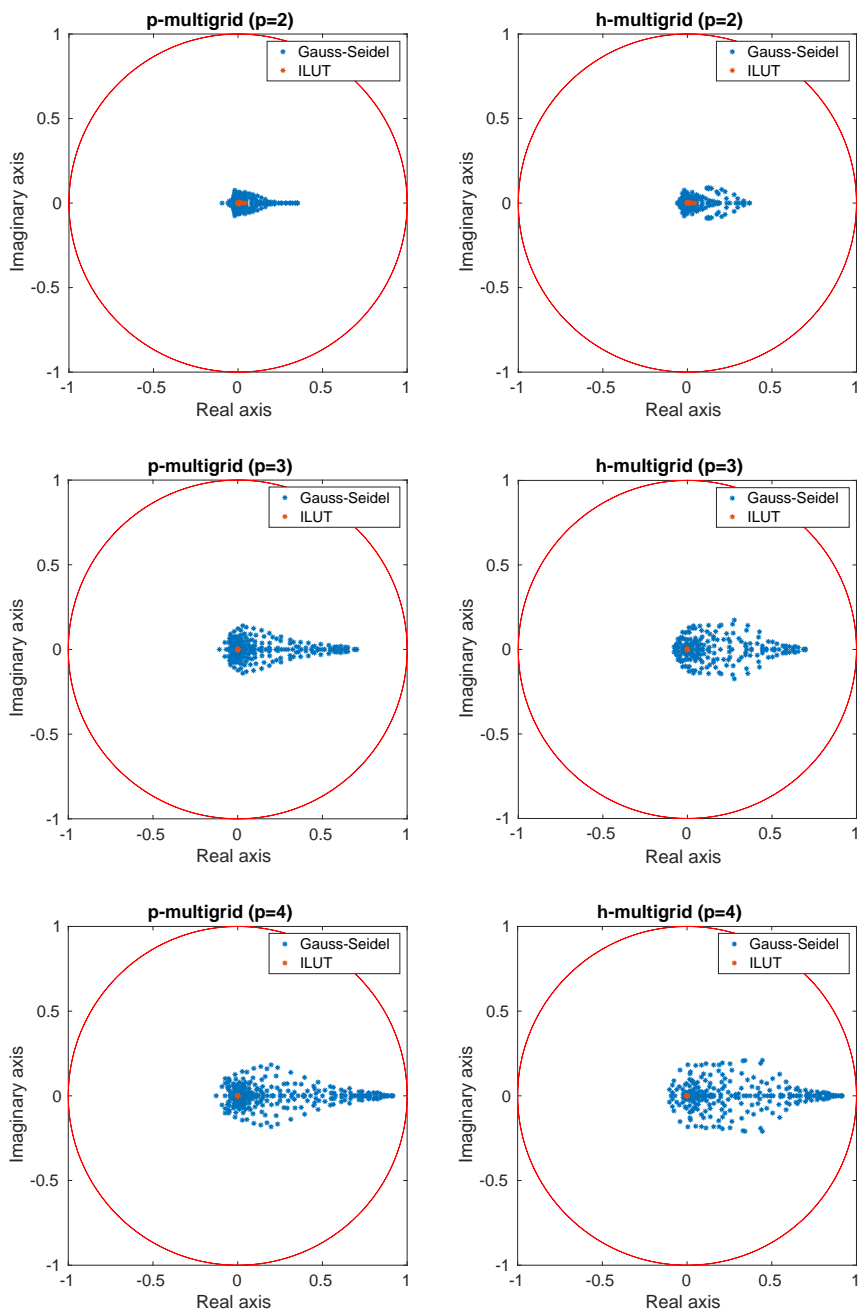 p-multigrid (p=2)
Gauss-Seidel
ILUT
1
0.5
0
-0.5
-1
Imaginary axis
-1 -0.5 0 0.5 1
Real axis
h-multigrid (p=2)
Gauss-Seidel
ILUT
1
0.5
0
-0.5
-1
Imaginary axis
-1 -0.5 0 0.5 1
Real axis
p-multigrid (p=3)
Gauss-Seidel
ILUT
1
0.5
0
-0.5
-1
Imaginary axis
-1 -0.5 0 0.5 1
Real axis
h-multigrid (p=3)
Gauss-Seidel
ILUT
1
0.5
0
-0.5
-1
Imaginary axis
-1 -0.5 0 0.5 1
Real axis
p-multigrid (p=4)
Gauss-Seidel
ILUT
1
0.5
0
-0.5
-1
Imaginary axis
-1 -0.5 0 0.5 1
Real axis
h-multigrid (p=4)
Gauss-Seidel
ILUT
1
0.5
0
-0.5
-1
Imaginary axis
-1 -0.5 0 0.5 1
Real axis